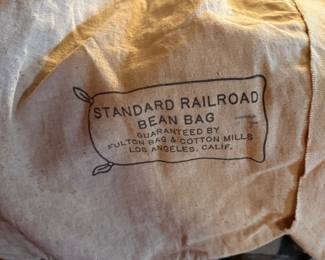 STANDARD RAILROAD
BEAN BAG
GUARANTEED BY
FULTON BAG & COTTON MILLS
LOS ANGELES, CALIF.